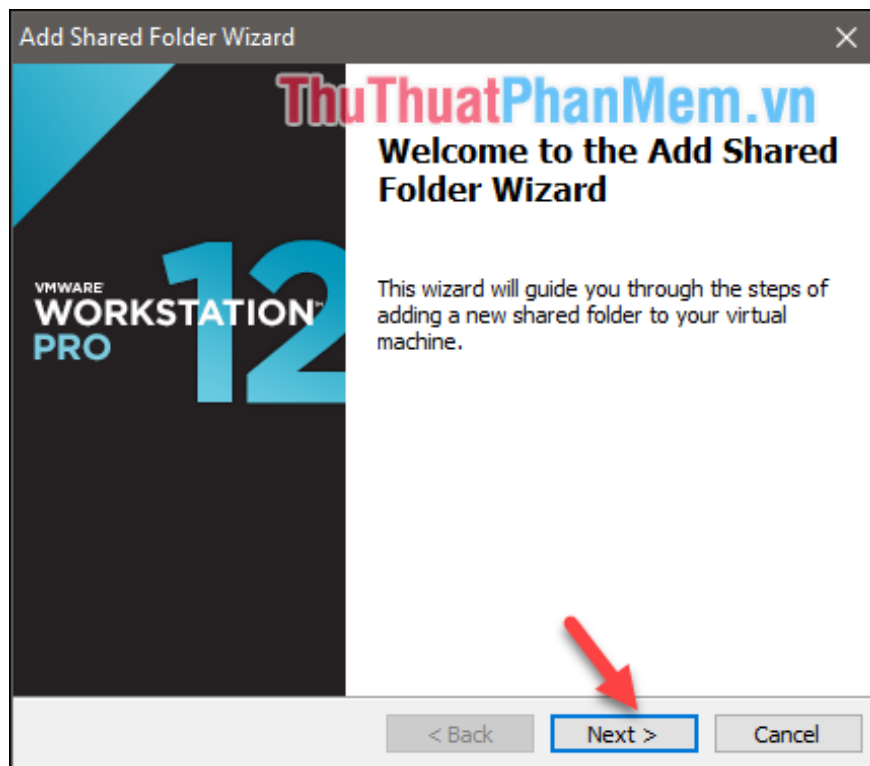 Add Shared Folder Wizard
ThuThuatPhanMem.vn
Welcome to the Add Shared
Folder Wizard
VMWARE
WORKSTATION™
PRO
12
This wizard will guide you through the steps of
adding a new shared folder to your virtual
machine.
< Back
Next >
Cancel